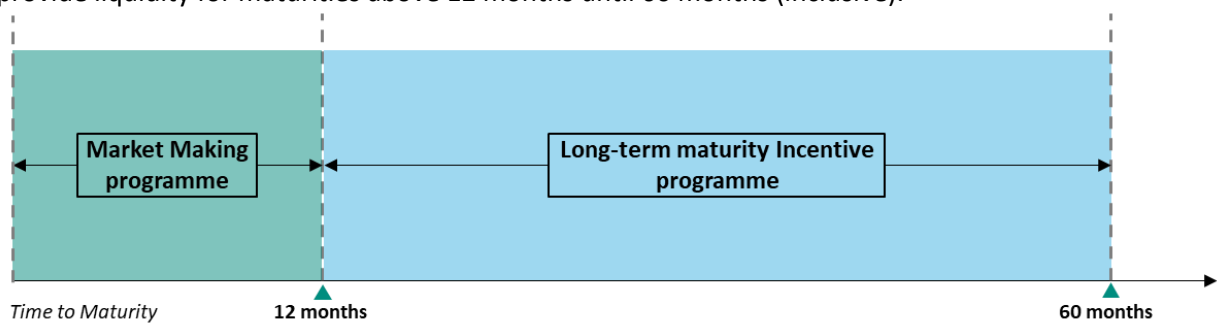 provide liquidity for maturities above 12 months until 60 months (inclusive).
Market Making
programme
Long-term maturity Incentive
programme
Time to Maturity
12 months
60 months